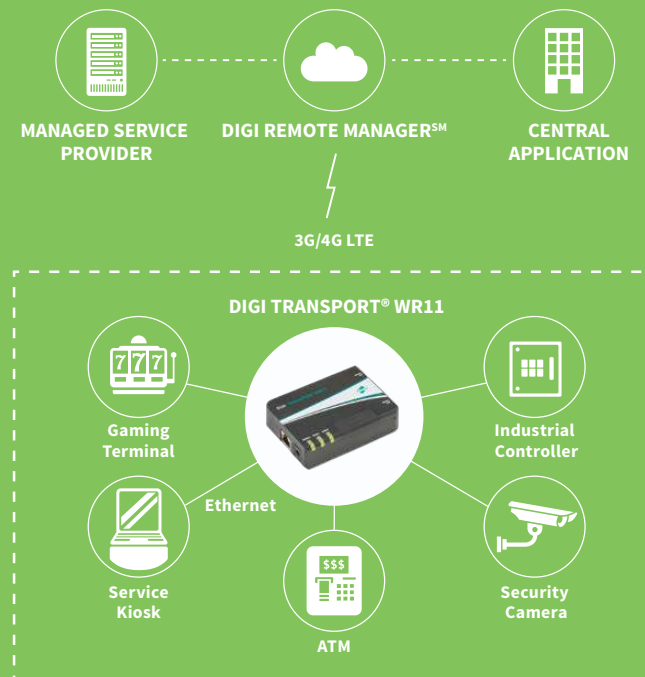 MANAGED SERVICE
PROVIDER
DIGI REMOTE MANAGER℠
CENTRAL
APPLICATION
3G/4G LTE
DIGI TRANSPORT® WR11
777
Gaming
Terminal
Industrial
Controller
Ethernet
Service
Kiosk
$$$
ATM
Security
Camera